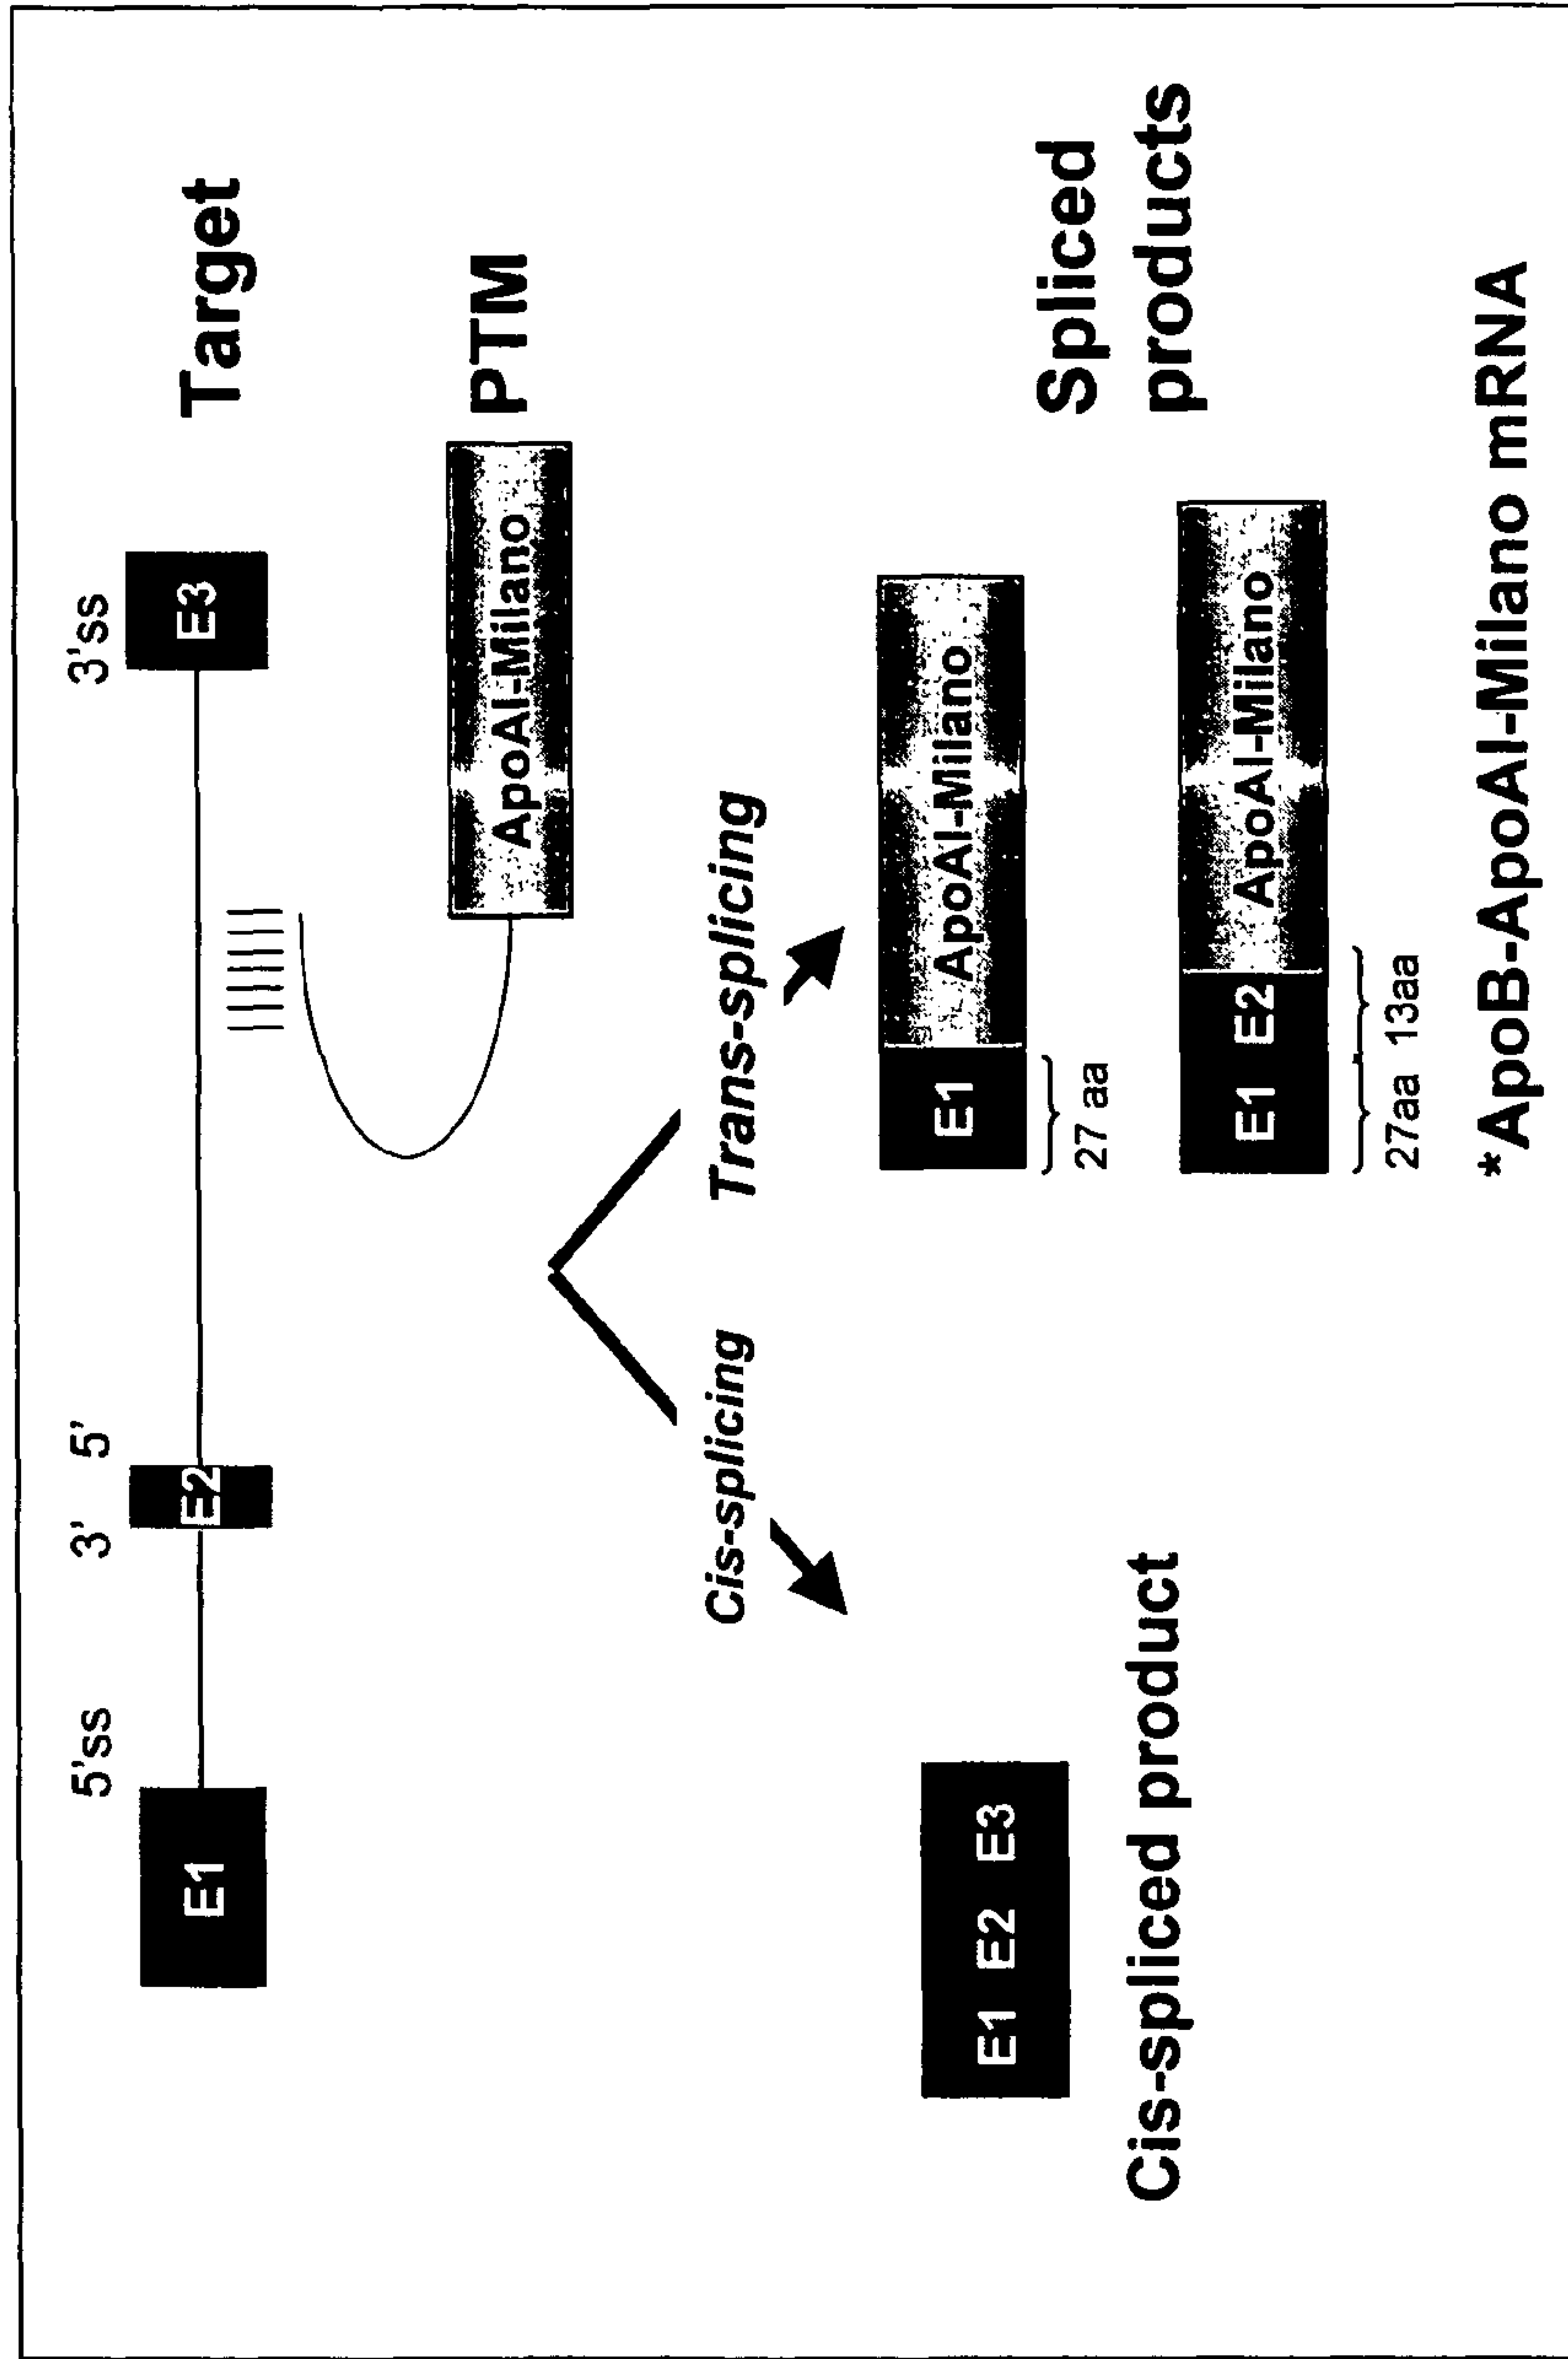 5'ss 3' 5' 3'ss
E1 E2 E3 Target
ApoAI-Milano PTM
Cis-splicing Trans-splicing
E1 E2 E3
Cis-spliced product
E1 ApoAI-Milano
27 aa
Spliced
products
E1 E2 ApoAI-Milano
27aa 13aa
*ApoB-ApoAI-Milano mRNA